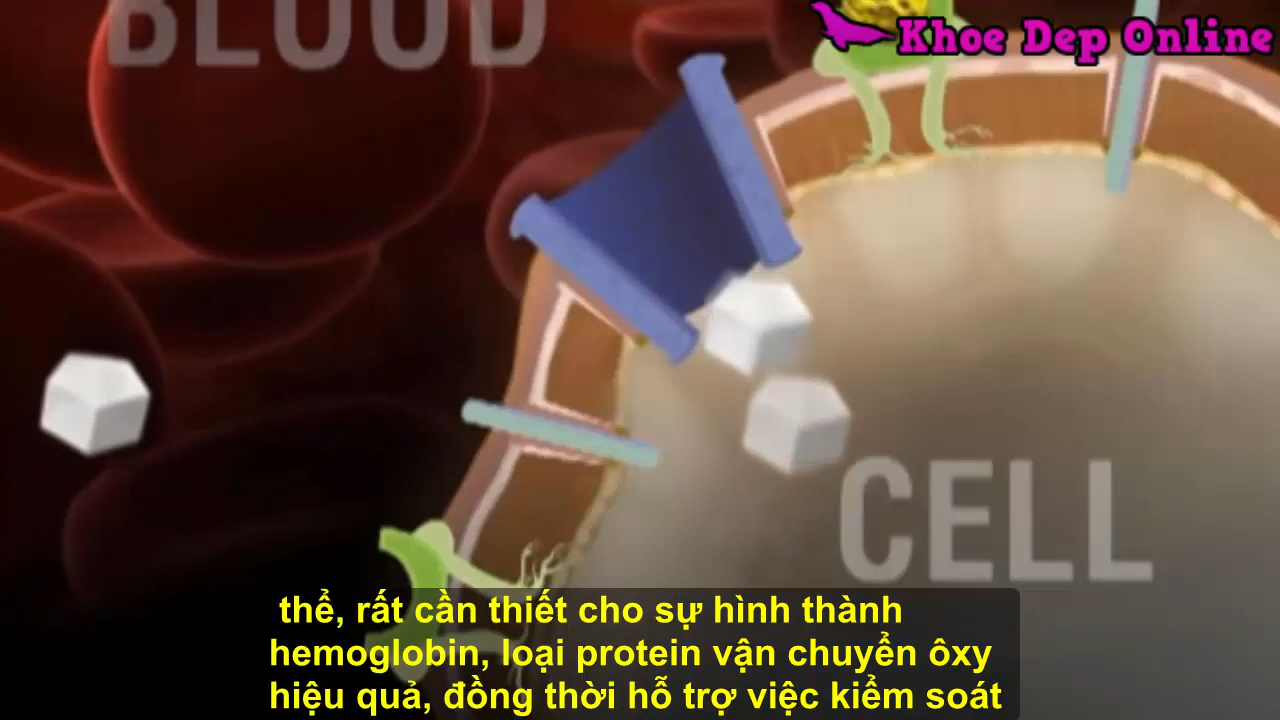 BLOOD
Khoe Dep Online
CELL
thể, rất cần thiết cho sự hình thành
hemoglobin, loại protein vận chuyển ôxy
hiệu quả, đồng thời hỗ trợ việc kiểm soát